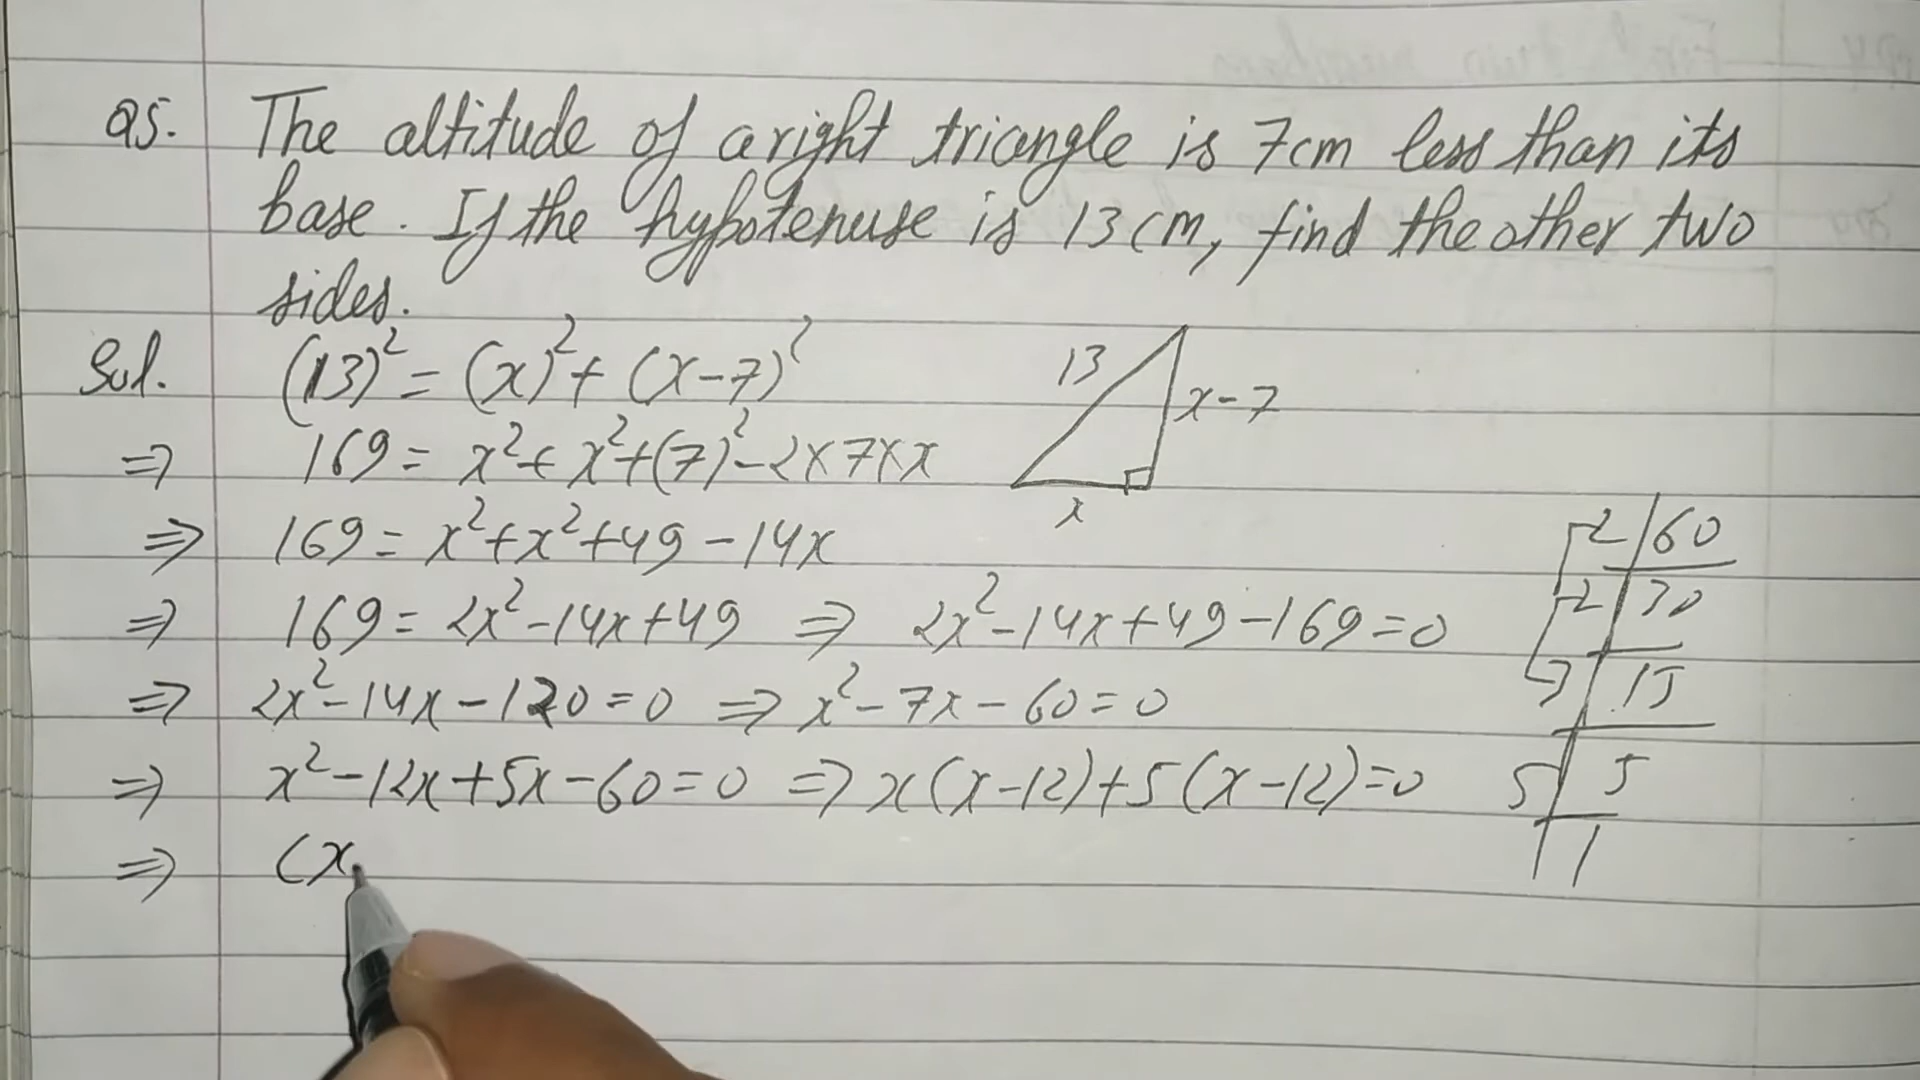 Q5. The altitude of a right triangle is 7cm less than its
base. If the hypotenuse is 13cm, find the other two
sides.
Sol. (13)² = (x)² + (x-7)²
⇒ 169 = x² + x² + (7)² - 2×7×x
13
x-7
x
⇒ 169 = x² + x² + 49 - 14x
⇒ 169 = 2x² - 14x + 49 ⇒ 2x² - 14x + 49 - 169 = 0
⇒ 2x² - 14x - 120 = 0 ⇒ x² - 7x - 60 = 0
⇒ x² - 12x + 5x - 60 = 0 ⇒ x(x-12) + 5(x-12) = 0
⇒ (x
2 | 60
2 | 30
3 | 15
5 | 5
1